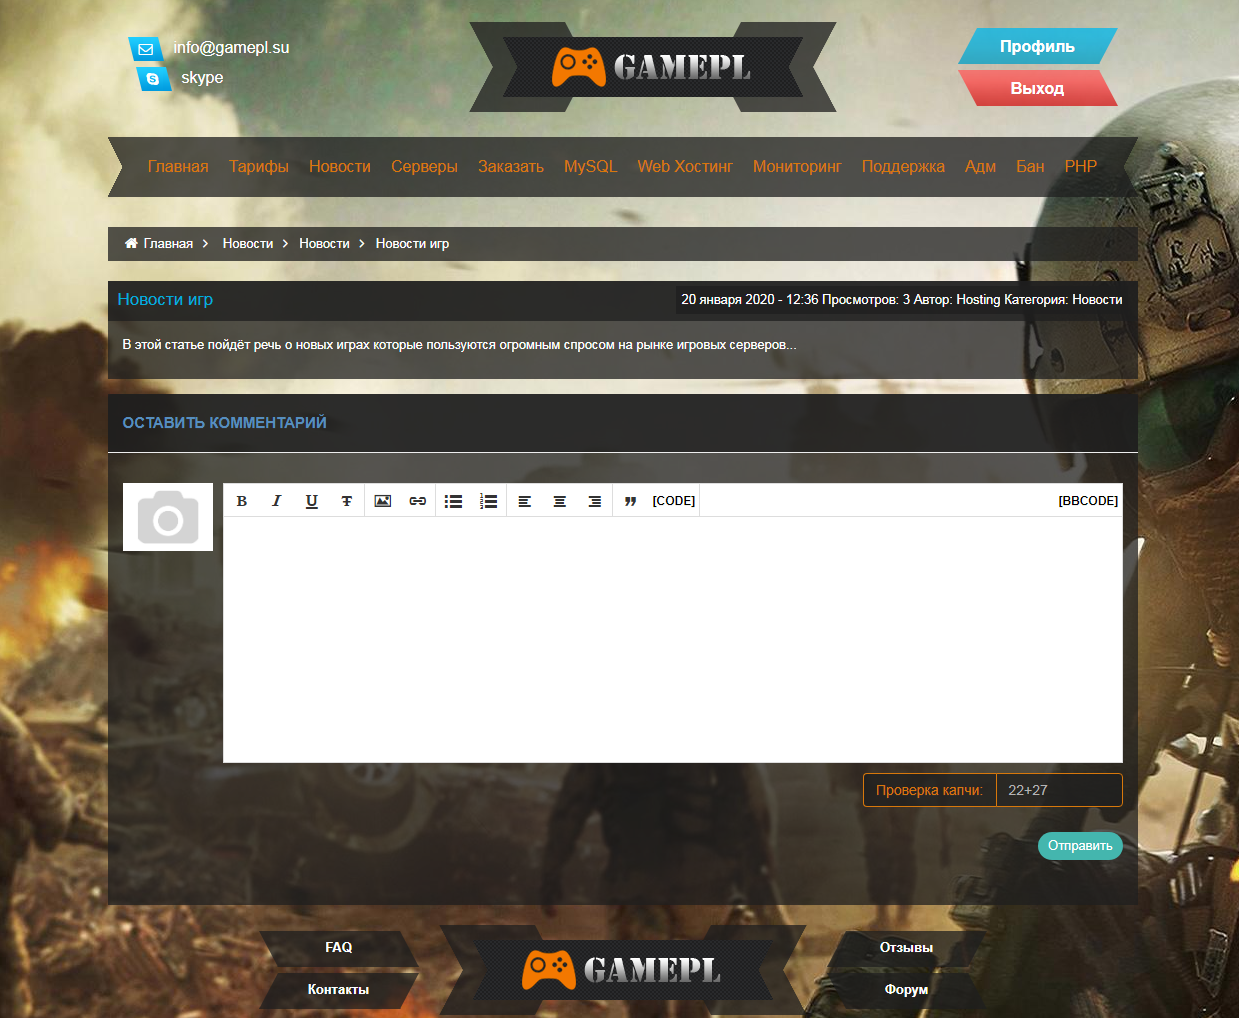 info@gamepl.su
skype
GAMEPL
Профиль
Выход
Главная Тарифы Новости Серверы Заказать MySQL Web Хостинг Мониторинг Поддержка Адм Бан PHP
Главная Новости Новости Новости игр
Новости игр
20 января 2020 - 12:36 Просмотров: 3 Автор: Hosting Категория: Новости
В этой статье пойдёт речь о новых играх которые пользуются огромным спросом на рынке игровых серверов...
ОСТАВИТЬ КОММЕНТАРИЙ
B I U T [CODE] [BBCODE]
Проверка капчи: 22+27
Отправить
FAQ
Контакты
GAMEPL
Отзывы
Форум